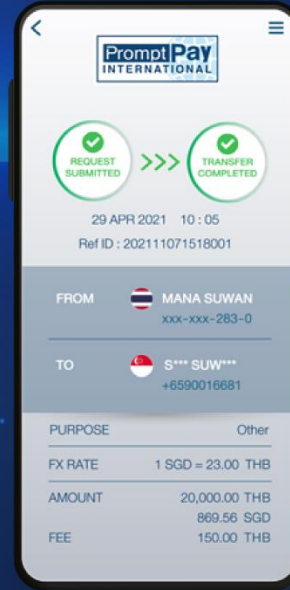 PromptPay
INTERNATIONAL
REQUEST
SUBMITTED
>>>
TRANSFER
COMPLETED
29 APR 2021 10 : 05
Ref ID : 202111071518001
FROM MANA SUWAN
xxx-xxx-283-0
TO S*** SUW***
+6590016681
PURPOSE Other
FX RATE 1 SGD = 23.00 THB
AMOUNT 20,000.00 THB
869.56 SGD
FEE 150.00 THB